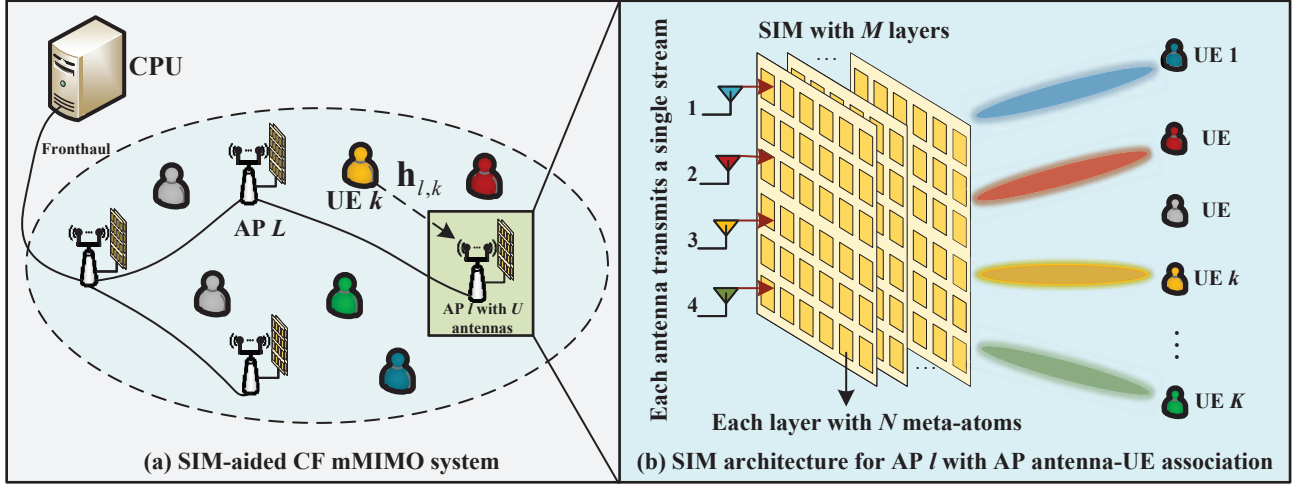 CPU
Fronthaul
AP L
UE k
h_{l,k}
AP l with U
antennas
(a) SIM-aided CF mMIMO system
Each antenna transmits a single stream
SIM with M layers
...
1
2
3
4
...
Each layer with N meta-atoms
UE 1
UE
UE
UE k
⋮
UE K
(b) SIM architecture for AP l with AP antenna-UE association